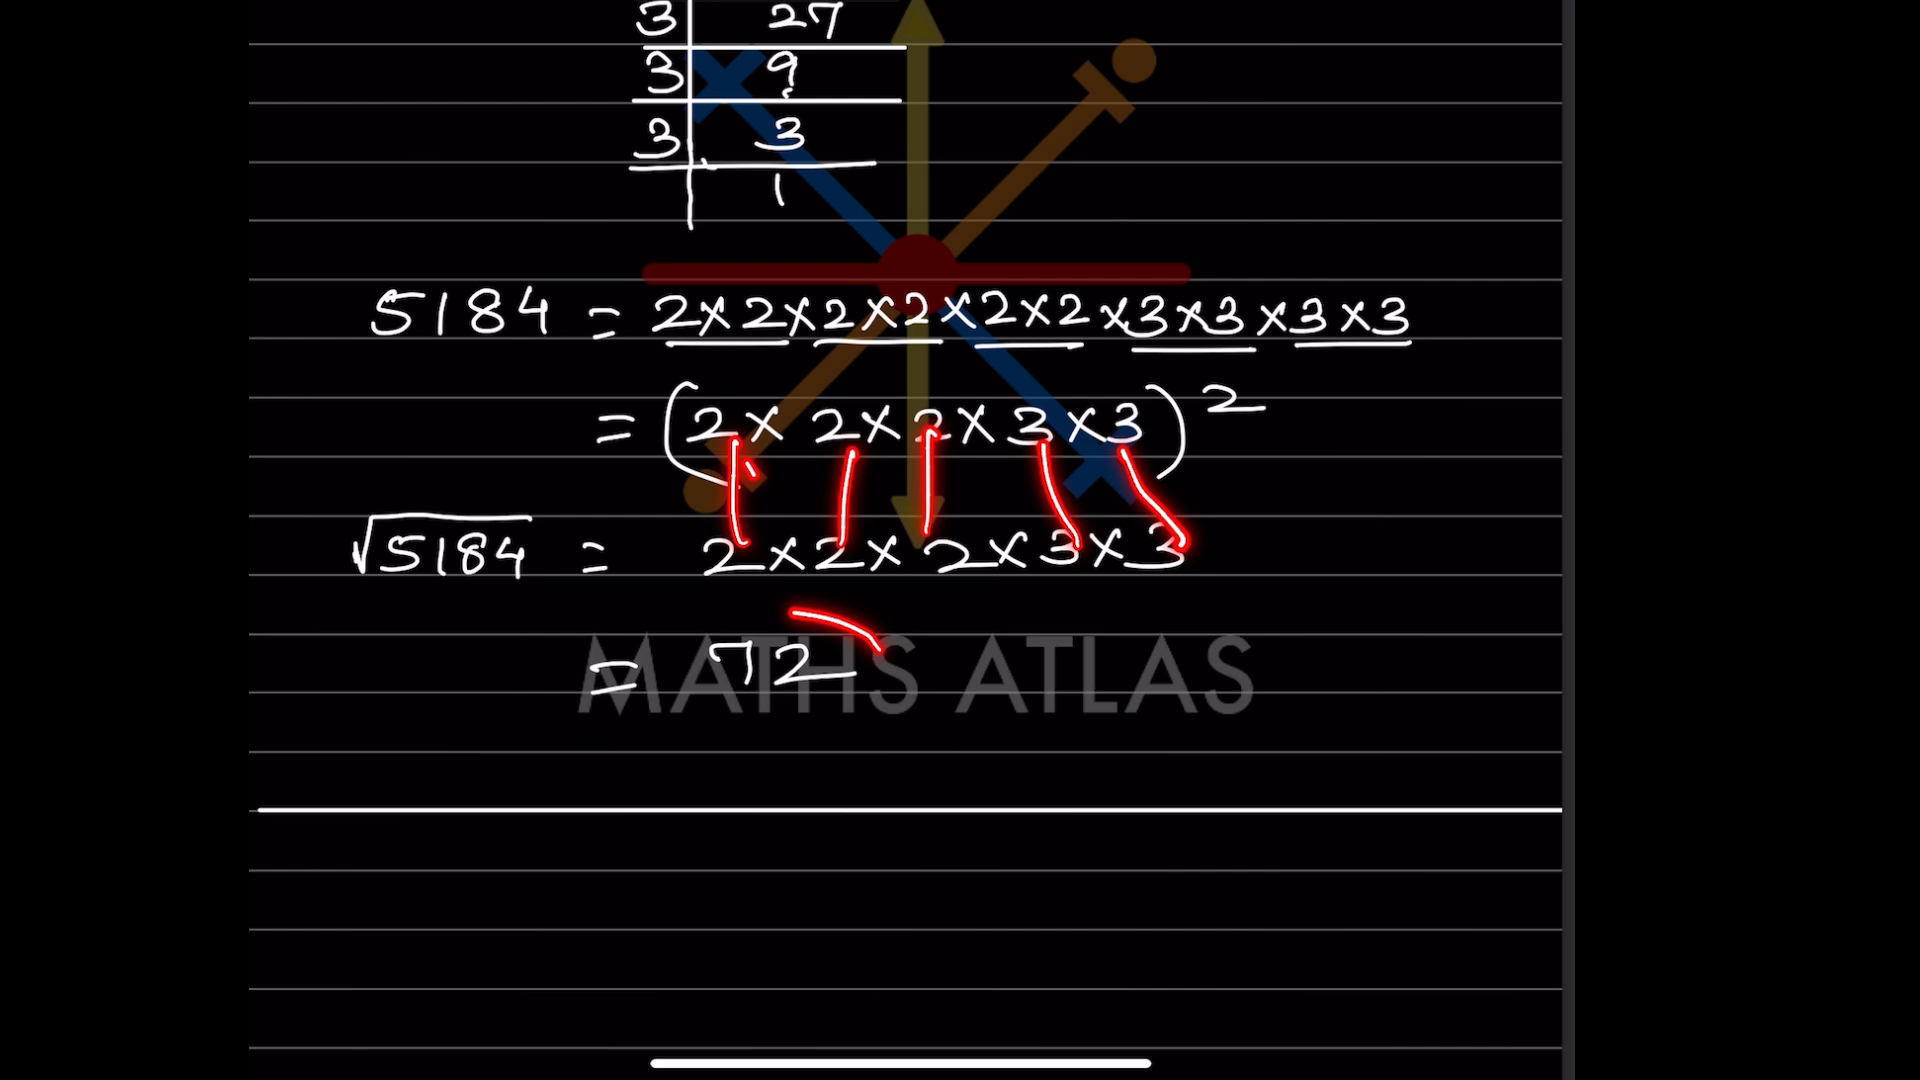 3 27
3 9
3 3
1
5184 = 2×2×2×2×2×2×3×3×3×3
= (2×2×2×3×3)²
√5184 = 2×2×2×3×3
= 72
MATHS ATLAS